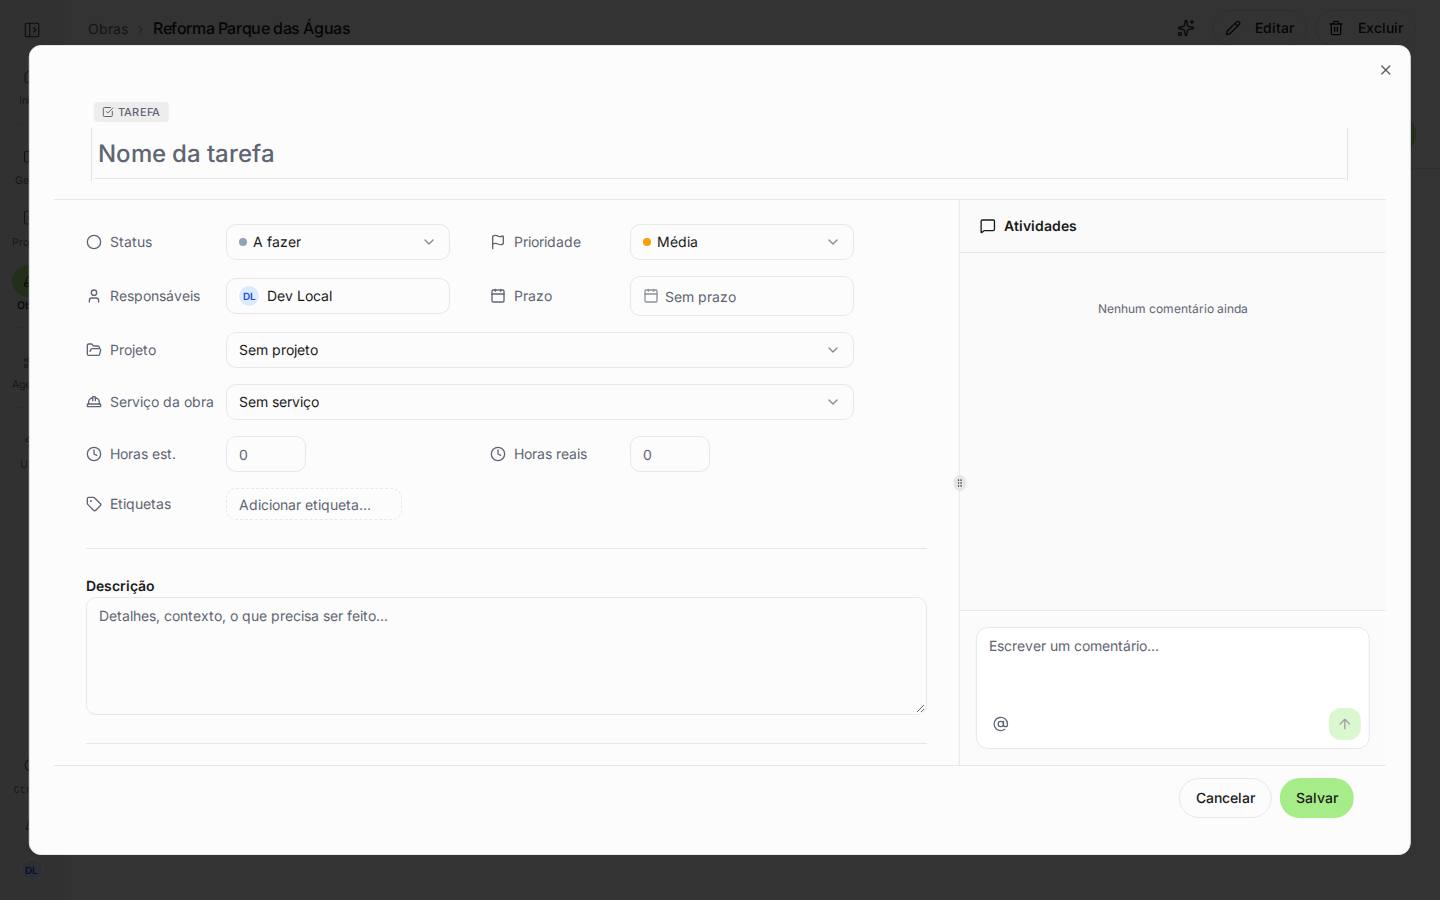 Obras > Reforma Parque das Águas
Editar
Excluir
TAREFA
Nome da tarefa
Status
A fazer
Prioridade
Média
Responsáveis
DL Dev Local
Prazo
Sem prazo
Projeto
Sem projeto
Serviço da obra
Sem serviço
Horas est.
0
Horas reais
0
Etiquetas
Adicionar etiqueta...
Descrição
Detalhes, contexto, o que precisa ser feito...
Atividades
Nenhum comentário ainda
Escrever um comentário...
@
Cancelar
Salvar
DL